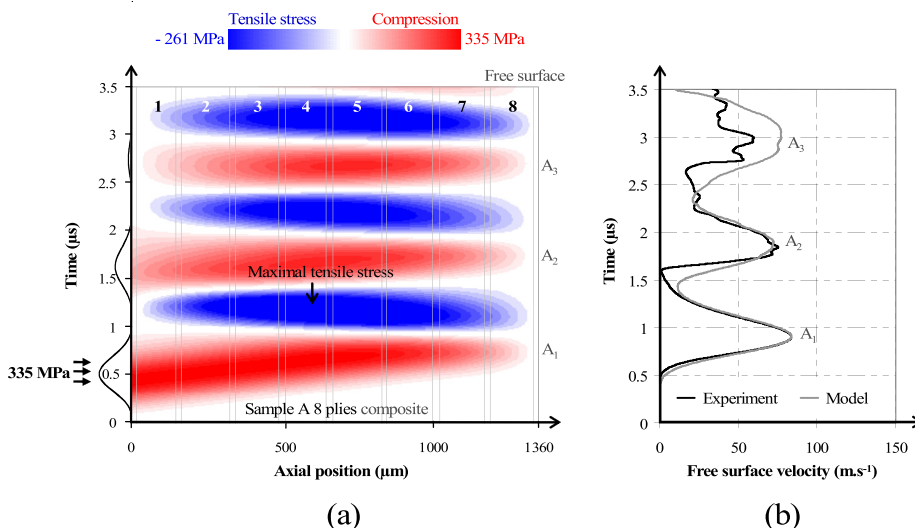 Tensile stress Compression
- 261 MPa 335 MPa
Free surface
3.5
3
2.5
2
1.5
1
0.5
0
Time (µs)
1 2 3 4 5 6 7 8
A3
A2
A1
Maximal tensile stress
335 MPa
Sample A 8 plies composite
0 500 1000 1360
Axial position (µm)
(a)
3.5
3
2.5
2
1.5
1
0.5
0
Time (µs)
A3
A2
A1
Experiment Model
0 50 100 150
Free surface velocity (m.s⁻¹)
(b)